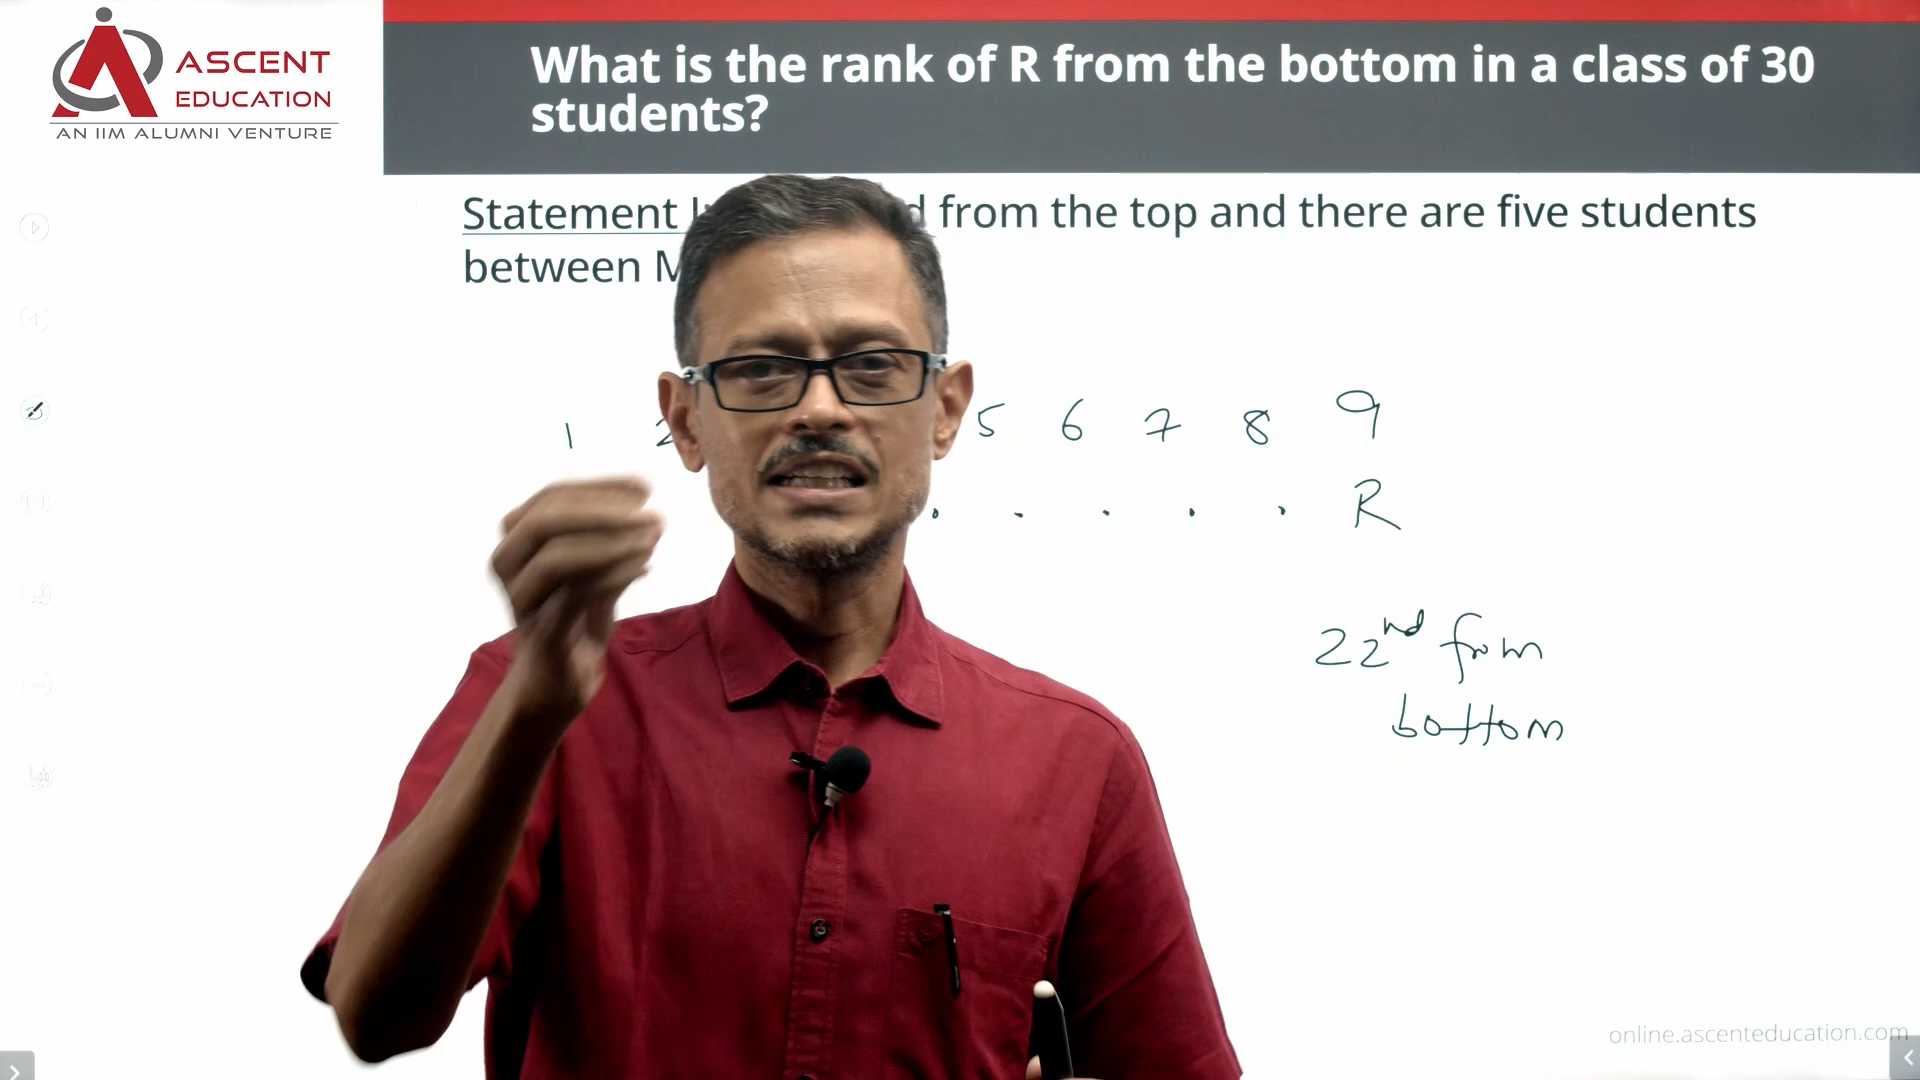 ASCENT
EDUCATION
AN IIM ALUMNI VENTURE
What is the rank of R from the bottom in a class of 30
students?
Statement from the top and there are five students
between
1 2 5 6 7 8 9
R
22nd from
bottom
online.ascenteducation.com